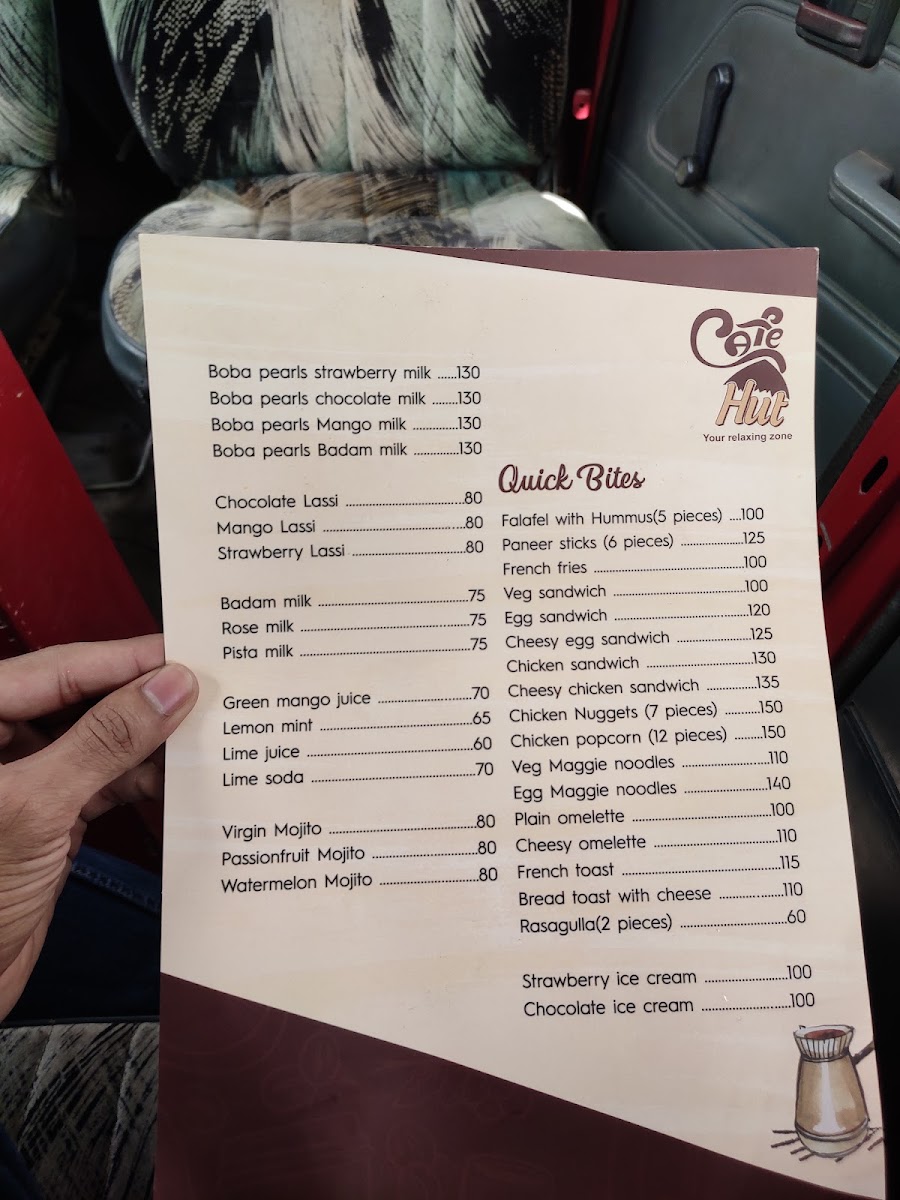 Boba pearls strawberry milk ......130
Boba pearls chocolate milk .......130
Boba pearls Mango milk .............130
Boba pearls Badam milk .............130
Chocolate Lassi ..................................80
Mango Lassi ........................................80
Strawberry Lassi ................................80
Badam milk ..........................................75
Rose milk ...............................................75
Pista milk ...............................................75
Green mango juice .............................70
Lemon mint ..........................................65
Lime juice ..............................................60
Lime soda .............................................70
Virgin Mojito .........................................80
Passionfruit Mojito .............................80
Watermelon Mojito ...........................80
CAFE
Hut
Your relaxing zone
Quick Bites
Falafel with Hummus(5 pieces) ....100
Paneer sticks (6 pieces) ..................125
French fries ..........................................100
Veg sandwich ......................................100
Egg sandwich ......................................120
Cheesy egg sandwich .....................125
Chicken sandwich ..............................130
Cheesy chicken sandwich ..............135
Chicken Nuggets (7 pieces) ..........150
Chicken popcorn (12 pieces) ........150
Veg Maggie noodles ........................110
Egg Maggie noodles ........................140
Plain omelette .....................................100
Cheesy omelette ................................110
French toast .........................................115
Bread toast with cheese .................110
Rasagulla(2 pieces) ............................60
Strawberry ice cream .......................100
Chocolate ice cream ........................100